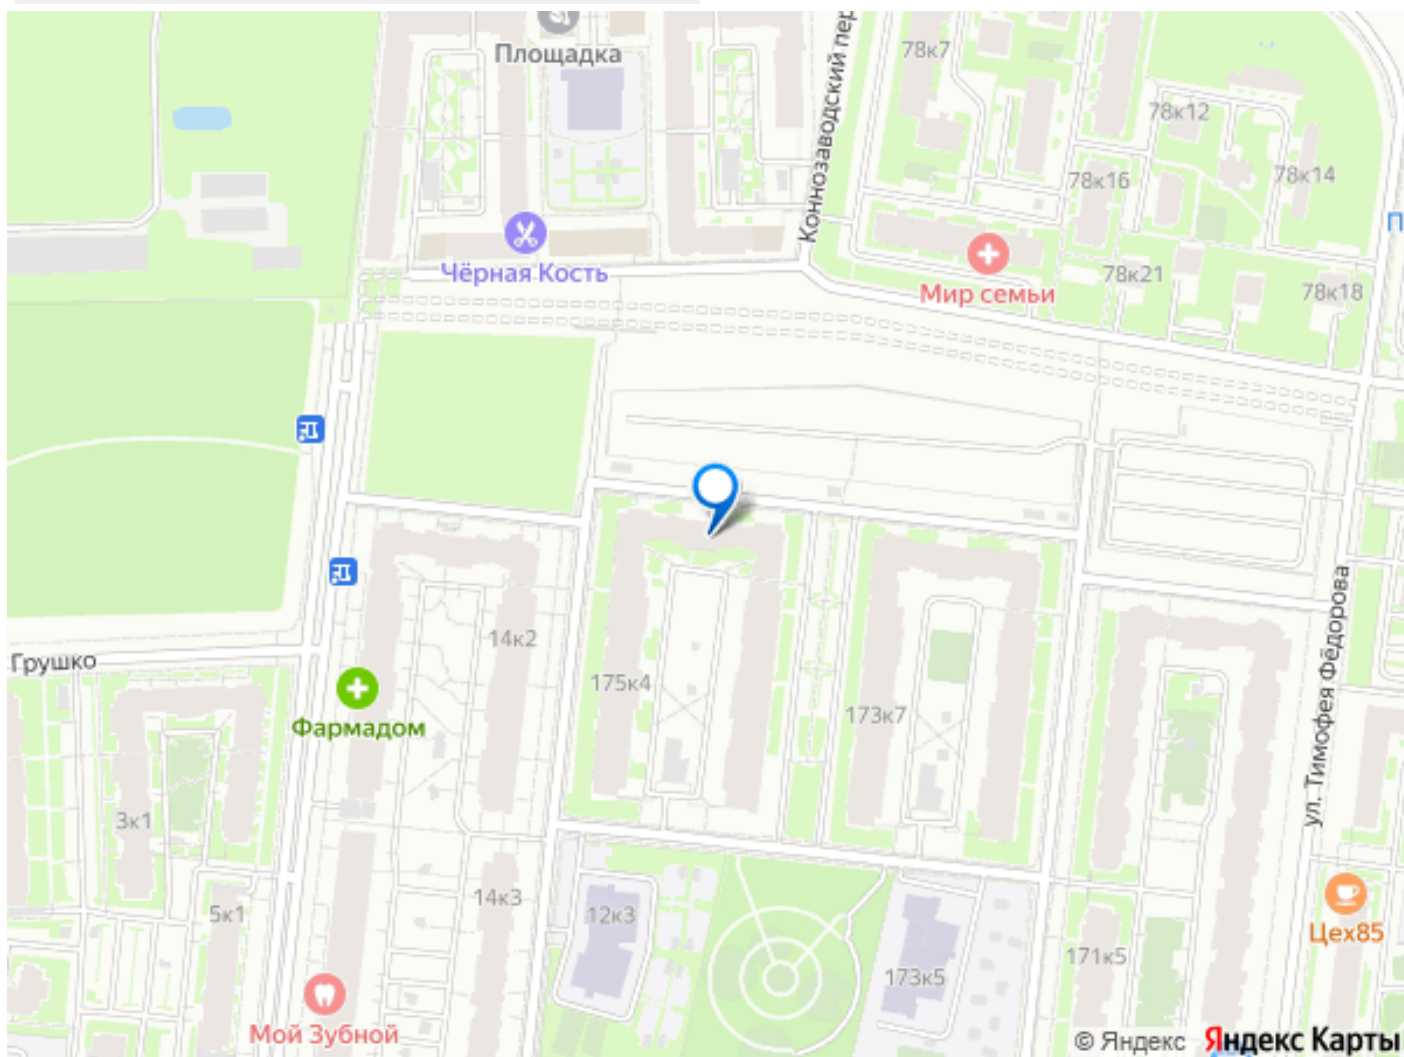 Площадка
78к7
Коннозаводский пер
78к12
78к16
78к14
П
Чёрная Кость
Мир семьи
78к21
78к18
Грушко
14к2
175к4
173к7
Фармадом
ул. Тимофея Фёдорова
3к1
5к1
14к3
12к3
173к5
171к5
Цех85
Мой Зубной
© Яндекс Яндекс Карты